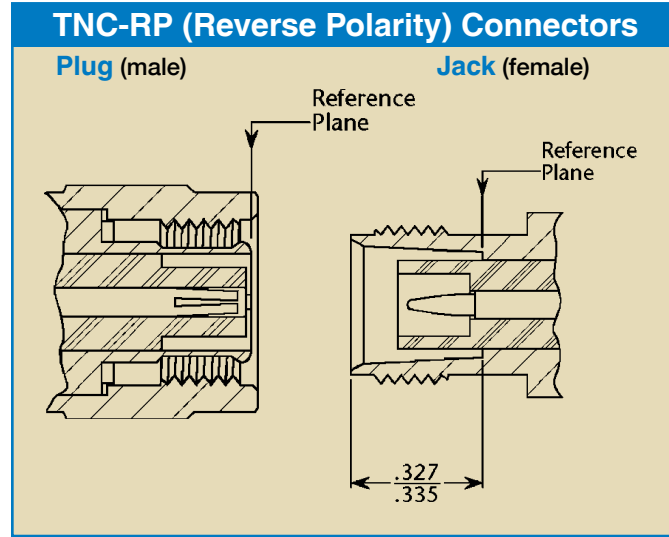 TNC-RP (Reverse Polarity) Connectors
Plug (male)
Jack (female)
Reference
Plane
Reference
Plane
.327
.335